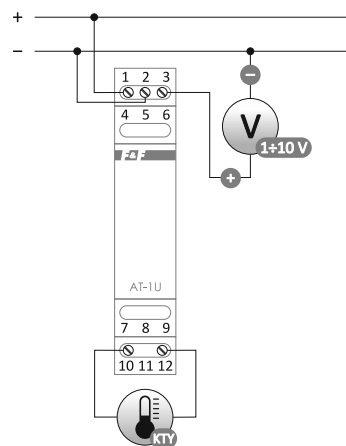 +
−
1 2 3
−
V
4 5 6
1÷10 V
F&F
+
AT-1U
7 8 9
10 11 12
KTY